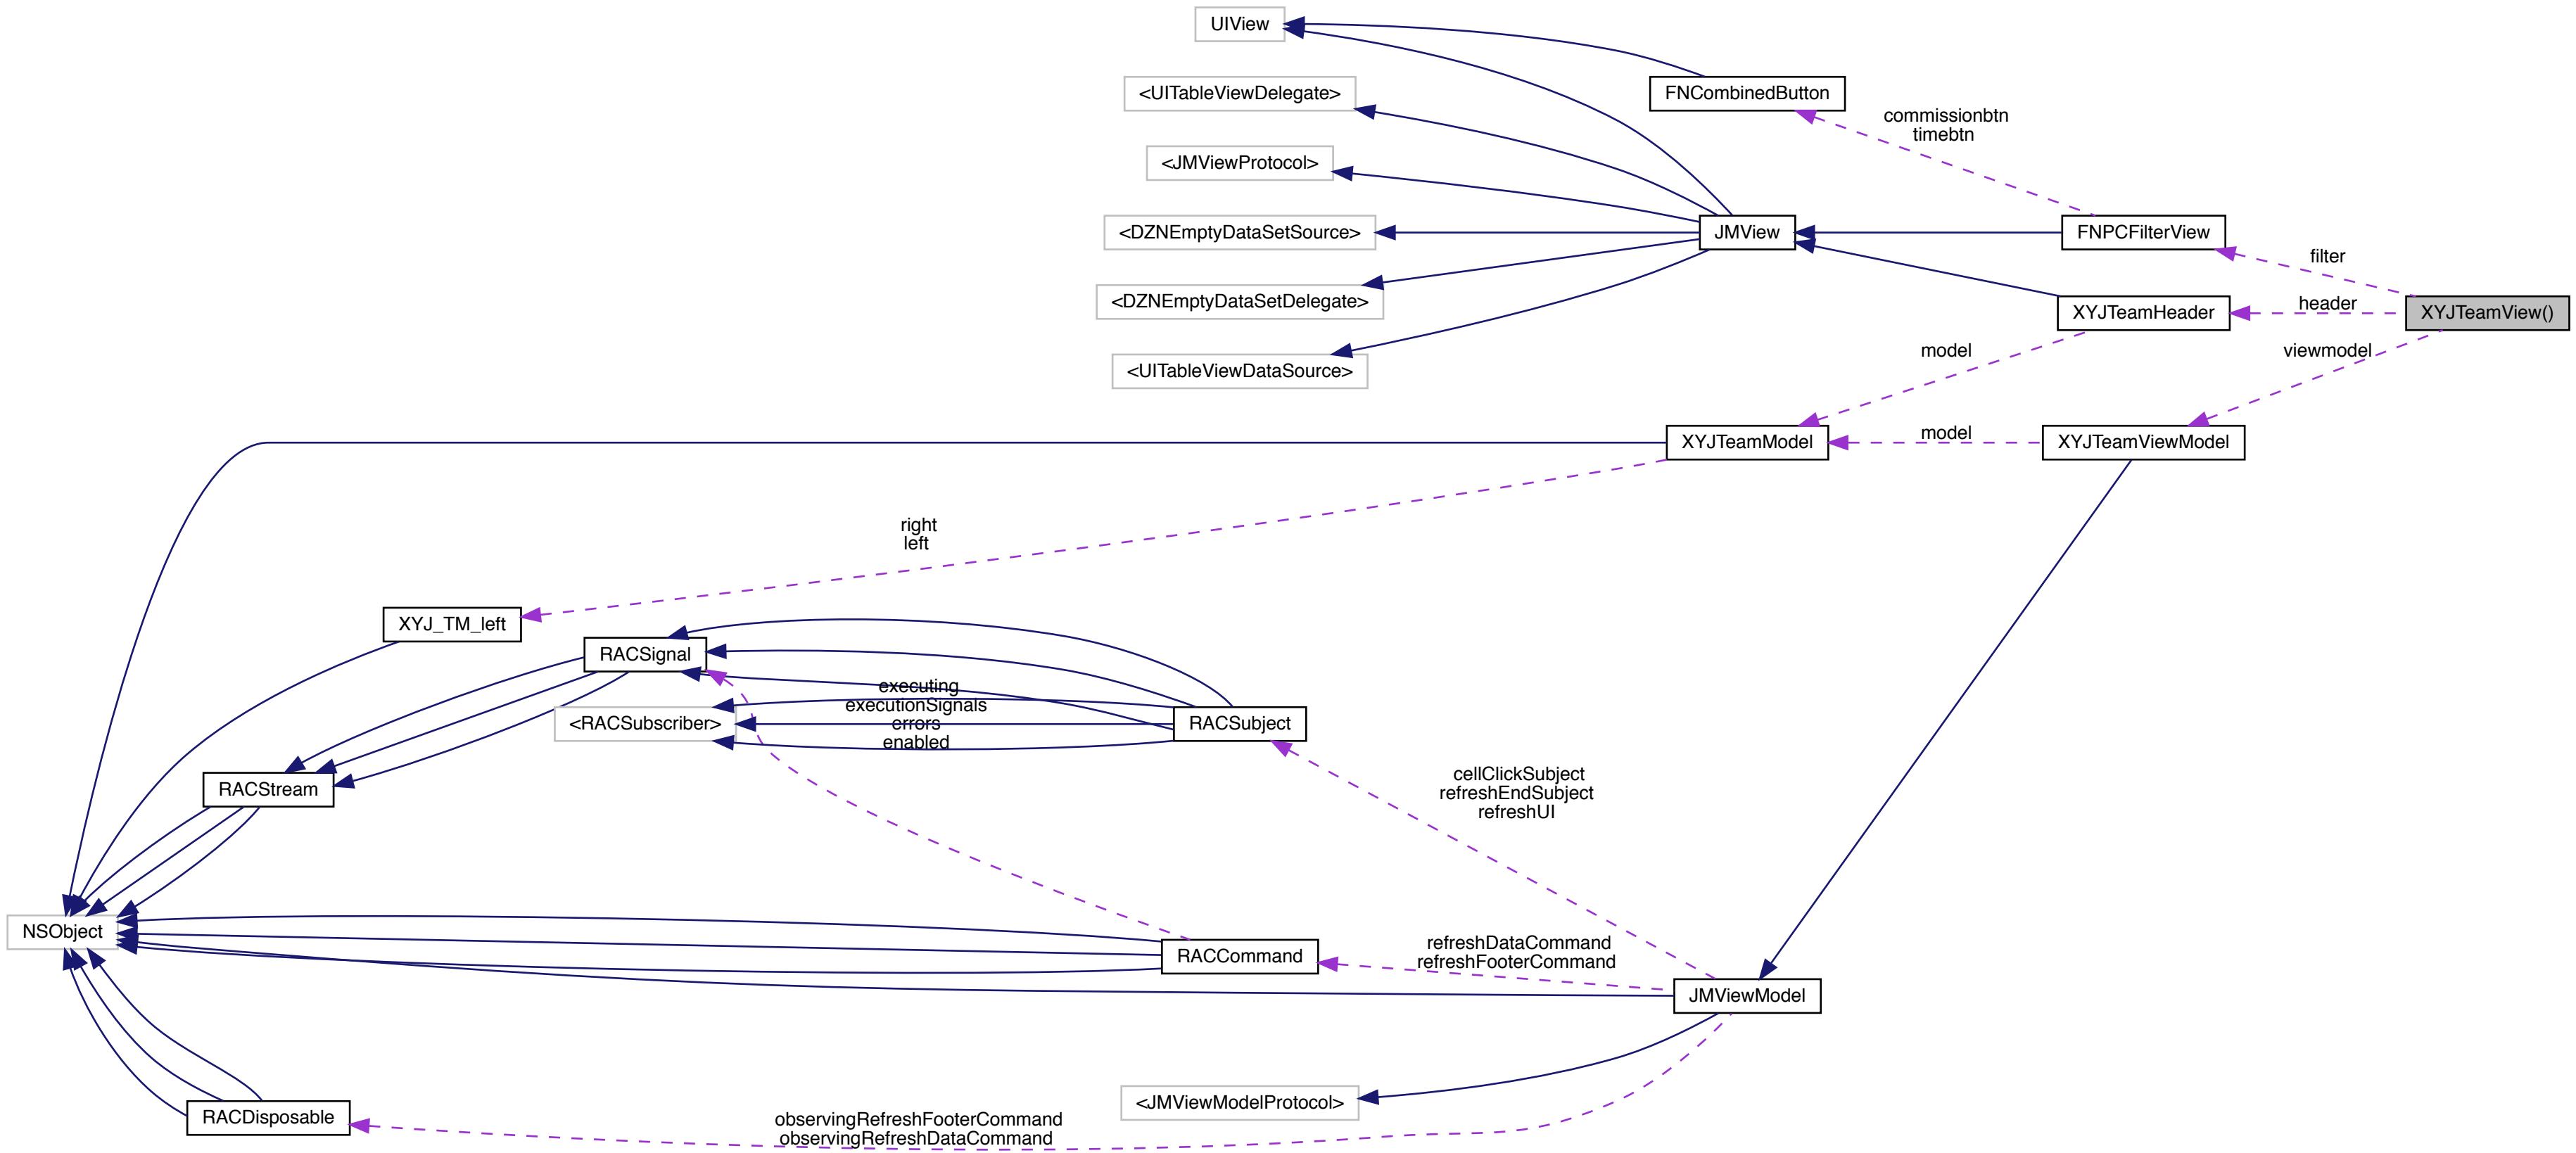 UIView
<UITableViewDelegate>
FNCombinedButton
commissionbtn
timebtn
<JMViewProtocol>
<DZNEmptyDataSetSource>
JMView
FNPCFilterView
filter
<DZNEmptyDataSetDelegate>
header
XYJTeamHeader
XYJTeamView()
model
viewmodel
<UITableViewDataSource>
XYJTeamModel
model
XYJTeamViewModel
right
left
XYJ_TM_left
RACSignal
executing
executionSignals
errors
enabled
<RACSubscriber>
RACSubject
RACStream
cellClickSubject
refreshEndSubject
refreshUI
NSObject
RACCommand
refreshDataCommand
refreshFooterCommand
JMViewModel
<JMViewModelProtocol>
RACDisposable
observingRefreshFooterCommand
observingRefreshDataCommand